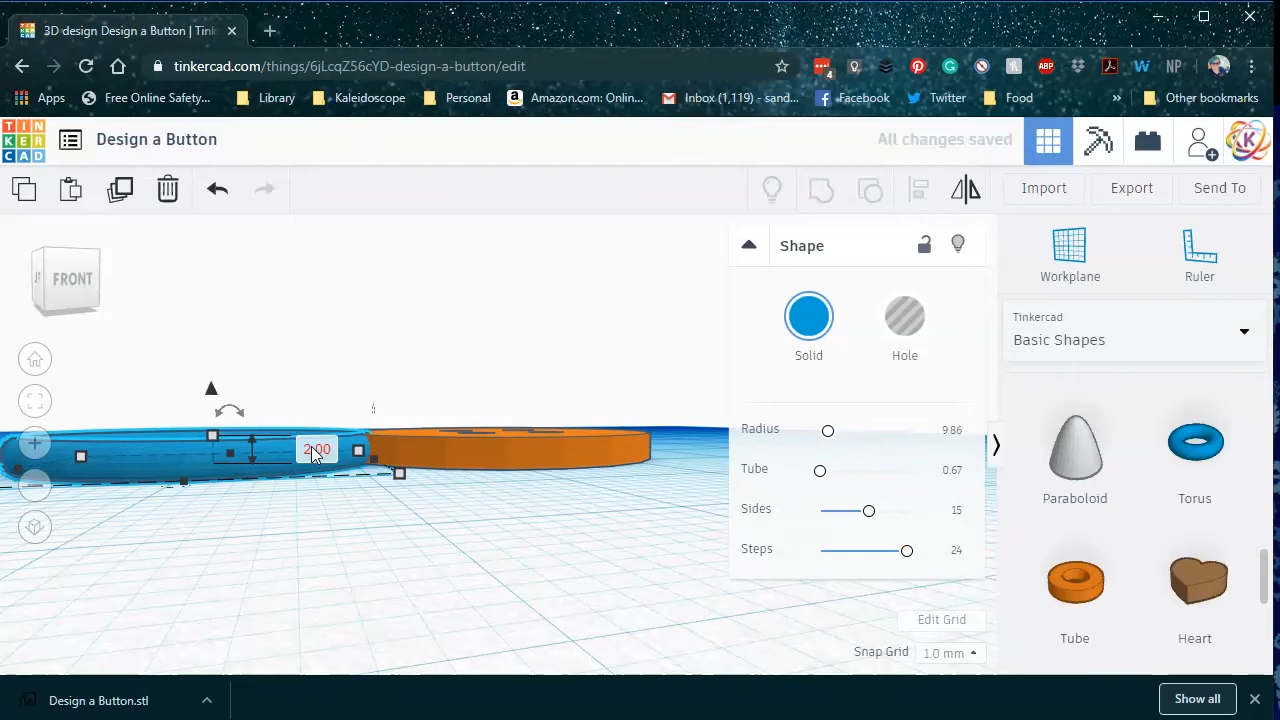 3D design Design a Button | Tink
tinkercad.com/things/6jLcqZ56cYD-design-a-button/edit
4
ABP
W
NP
Apps
Free Online Safety...
Library
Kaleidoscope
Personal
Amazon.com: Onlin...
Inbox (1,119) - sand...
Facebook
Twitter
Food
»
Other bookmarks
TIN
KER
CAD
Design a Button
All changes saved
K
Import
Export
Send To
FRONT
Shape
Workplane
Ruler
Solid
Hole
Tinkercad
Basic Shapes
2.00
Radius
9.86
Tube
0.67
Sides
15
Steps
24
Paraboloid
Torus
Tube
Heart
Edit Grid
Snap Grid
1.0 mm
Design a Button.stl
Show all